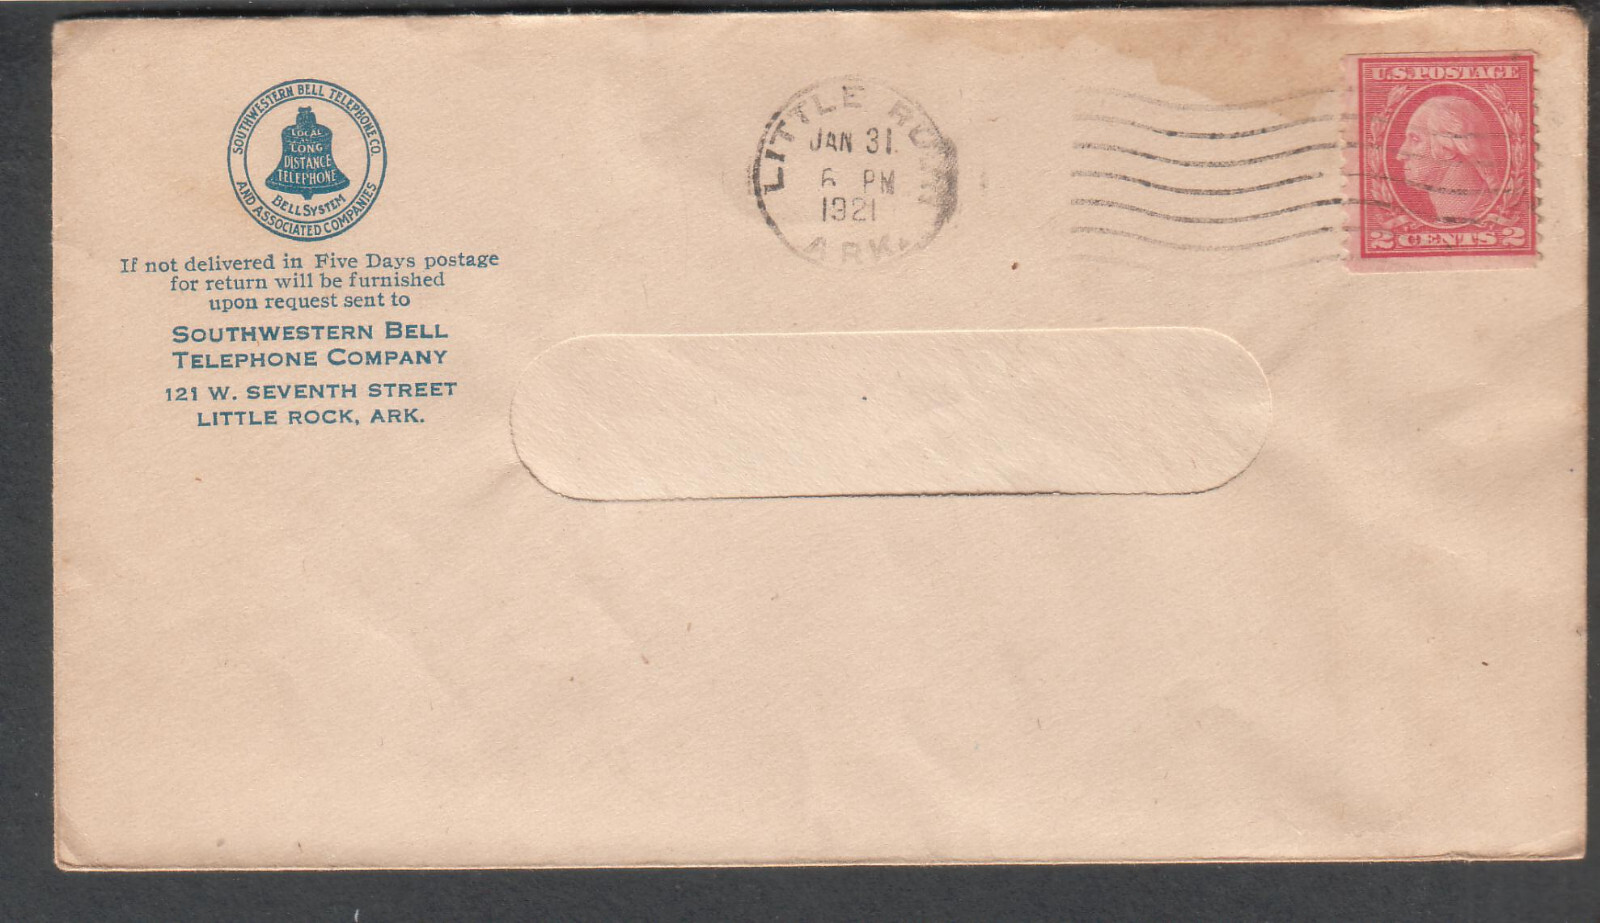 SOUTHWESTERN BELL TELEPHONE CO.
AND ASSOCIATED COMPANIES
LOCAL
LONG
DISTANCE
TELEPHONE
BELL SYSTEM
If not delivered in Five Days postage
for return will be furnished
upon request sent to
SOUTHWESTERN BELL
TELEPHONE COMPANY
121 W. SEVENTH STREET
LITTLE ROCK, ARK.
LITTLE
JAN 31.
6 PM
1921
ARK.
U.S. POSTAGE
2 CENTS 2